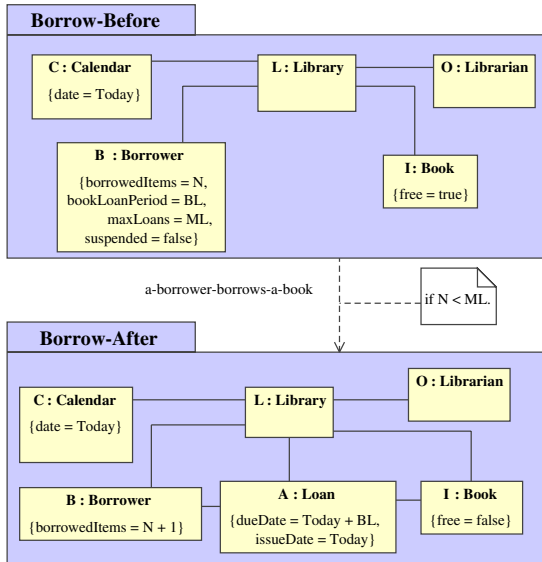 Borrow-Before
C : Calendar
{date = Today}
L : Library
O : Librarian
B : Borrower
{borrowedItems = N,
bookLoanPeriod = BL,
maxLoans = ML,
suspended = false}
I : Book
{free = true}
a-borrower-borrows-a-book
if N < ML.
Borrow-After
C : Calendar
{date = Today}
L : Library
O : Librarian
B : Borrower
{borrowedItems = N + 1}
A : Loan
{dueDate = Today + BL,
issueDate = Today}
I : Book
{free = false}